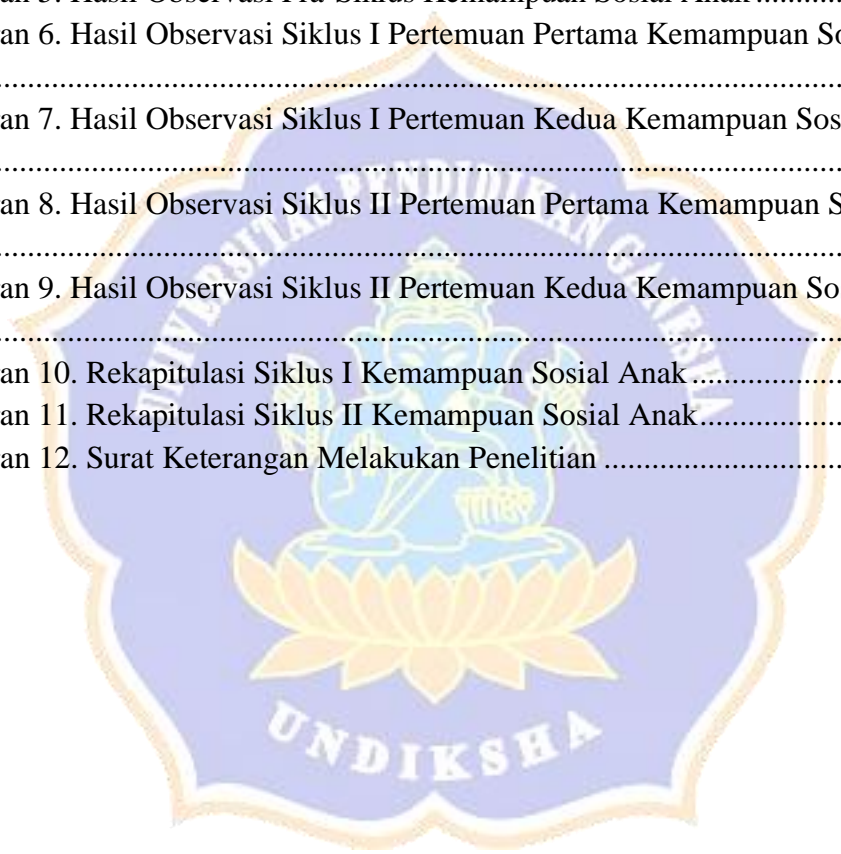 an 5. Hasil Observasi Pra-Siklus Kemampuan Sosial Anak ............
an 6. Hasil Observasi Siklus I Pertemuan Pertama Kemampuan So
................................................................................
an 7. Hasil Observasi Siklus I Pertemuan Kedua Kemampuan Sos
................................................................................
an 8. Hasil Observasi Siklus II Pertemuan Pertama Kemampuan S
................................................................................
an 9. Hasil Observasi Siklus II Pertemuan Kedua Kemampuan So
................................................................................
an 10. Rekapitulasi Siklus I Kemampuan Sosial Anak ...................
an 11. Rekapitulasi Siklus II Kemampuan Sosial Anak..................
an 12. Surat Keterangan Melakukan Penelitian .............................
UNIVERSITAS PENDIDIKAN GANESHA
UNDIKSHA